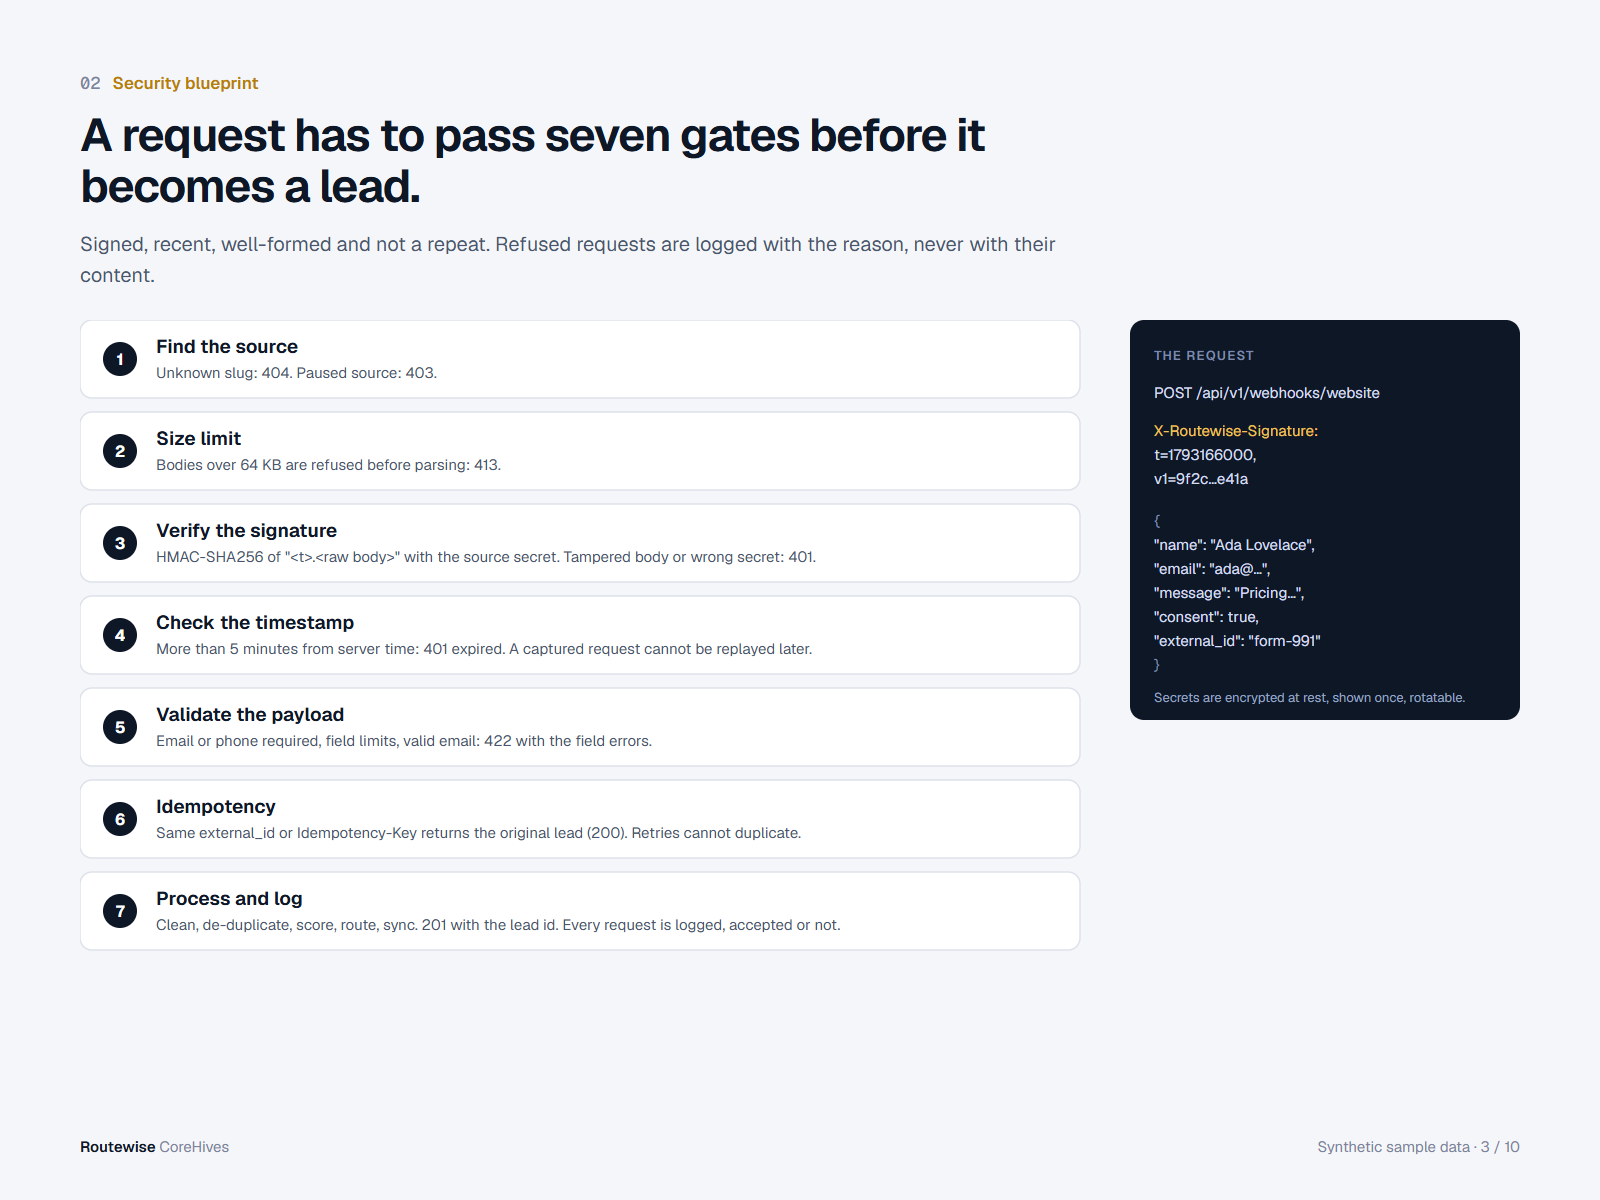 02 Security blueprint
A request has to pass seven gates before it
becomes a lead.
Signed, recent, well-formed and not a repeat. Refused requests are logged with the reason, never with their
content.
1
Find the source
Unknown slug: 404. Paused source: 403.
2
Size limit
Bodies over 64 KB are refused before parsing: 413.
3
Verify the signature
HMAC-SHA256 of "<t>.<raw body>" with the source secret. Tampered body or wrong secret: 401.
4
Check the timestamp
More than 5 minutes from server time: 401 expired. A captured request cannot be replayed later.
5
Validate the payload
Email or phone required, field limits, valid email: 422 with the field errors.
6
Idempotency
Same external_id or Idempotency-Key returns the original lead (200). Retries cannot duplicate.
7
Process and log
Clean, de-duplicate, score, route, sync. 201 with the lead id. Every request is logged, accepted or not.
THE REQUEST
POST /api/v1/webhooks/website
X-Routewise-Signature:
t=1793166000,
v1=9f2c…e41a
{
"name": "Ada Lovelace",
"email": "ada@…",
"message": "Pricing…",
"consent": true,
"external_id": "form-991"
}
Secrets are encrypted at rest, shown once, rotatable.
Routewise CoreHives
Synthetic sample data · 3 / 10